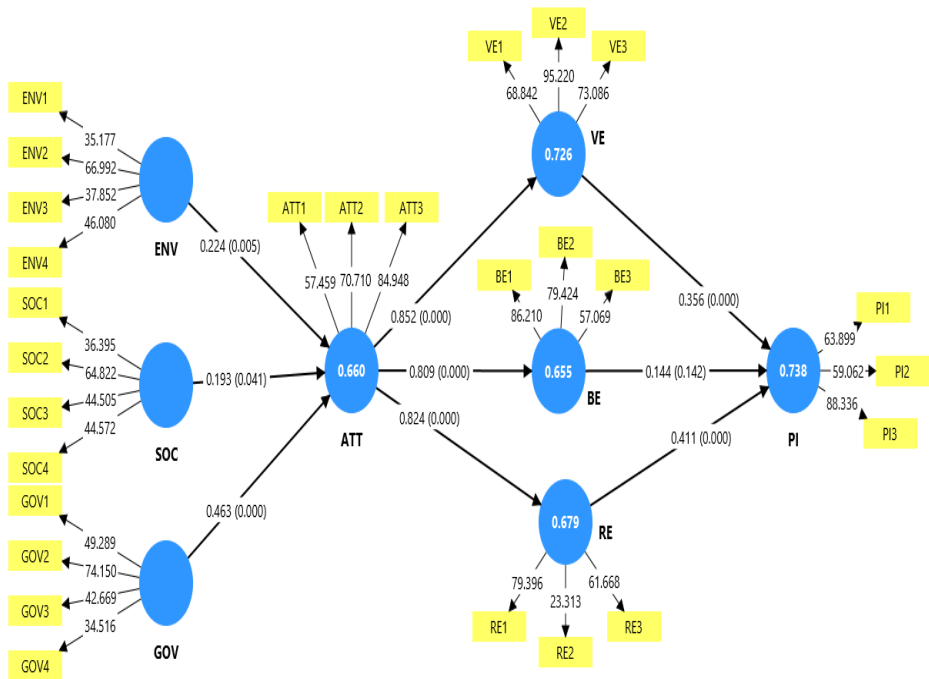 VE2
VE1
VE3
95.220
68.842
73.086
0.726
VE
ENV1
35.177
ENV2
66.992
ENV3
37.852
46.080
ENV4
ENV
0.224 (0.005)
ATT1
ATT2
ATT3
57.459
70.710
84.948
0.852 (0.000)
0.660
ATT
BE2
BE1
BE3
79.424
86.210
57.069
0.809 (0.000)
0.655
BE
0.356 (0.000)
0.144 (0.142)
SOC1
36.395
SOC2
64.822
SOC3
44.505
44.572
SOC4
SOC
0.193 (0.041)
PI1
63.899
59.062
PI2
88.336
PI3
0.738
PI
0.824 (0.000)
0.411 (0.000)
GOV1
49.289
GOV2
74.150
GOV3
42.669
34.516
GOV4
GOV
0.463 (0.000)
0.679
RE
79.396
23.313
61.668
RE1
RE2
RE3